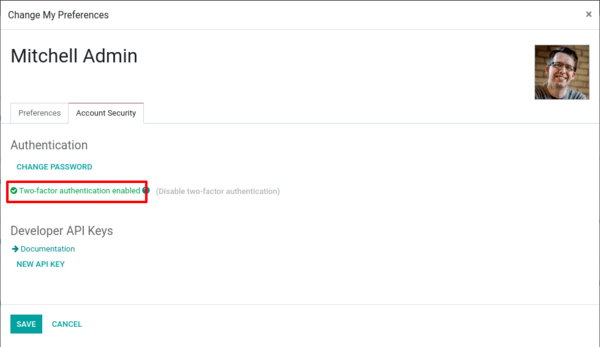 Change My Preferences ×
Mitchell Admin
Preferences Account Security
Authentication
CHANGE PASSWORD
Two-factor authentication enabled (Disable two-factor authentication)
Developer API Keys
Documentation
NEW API KEY
SAVE CANCEL